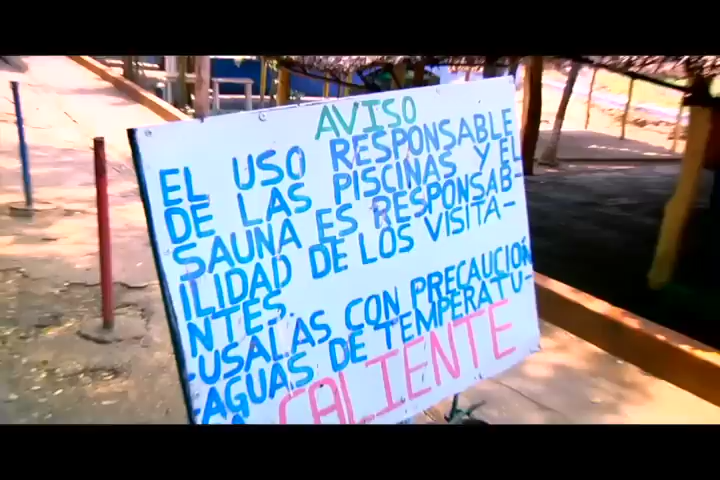 AVISO
EL USO RESPONSABLE
DE LAS PISCINAS Y EL
SAUNA ES RESPONSAB-
ILIDAD DE LOS VISITA-
NTES.
USALAS CON PRECAUCIÓN
AGUAS DE TEMPERATU-
RA CALIENTE